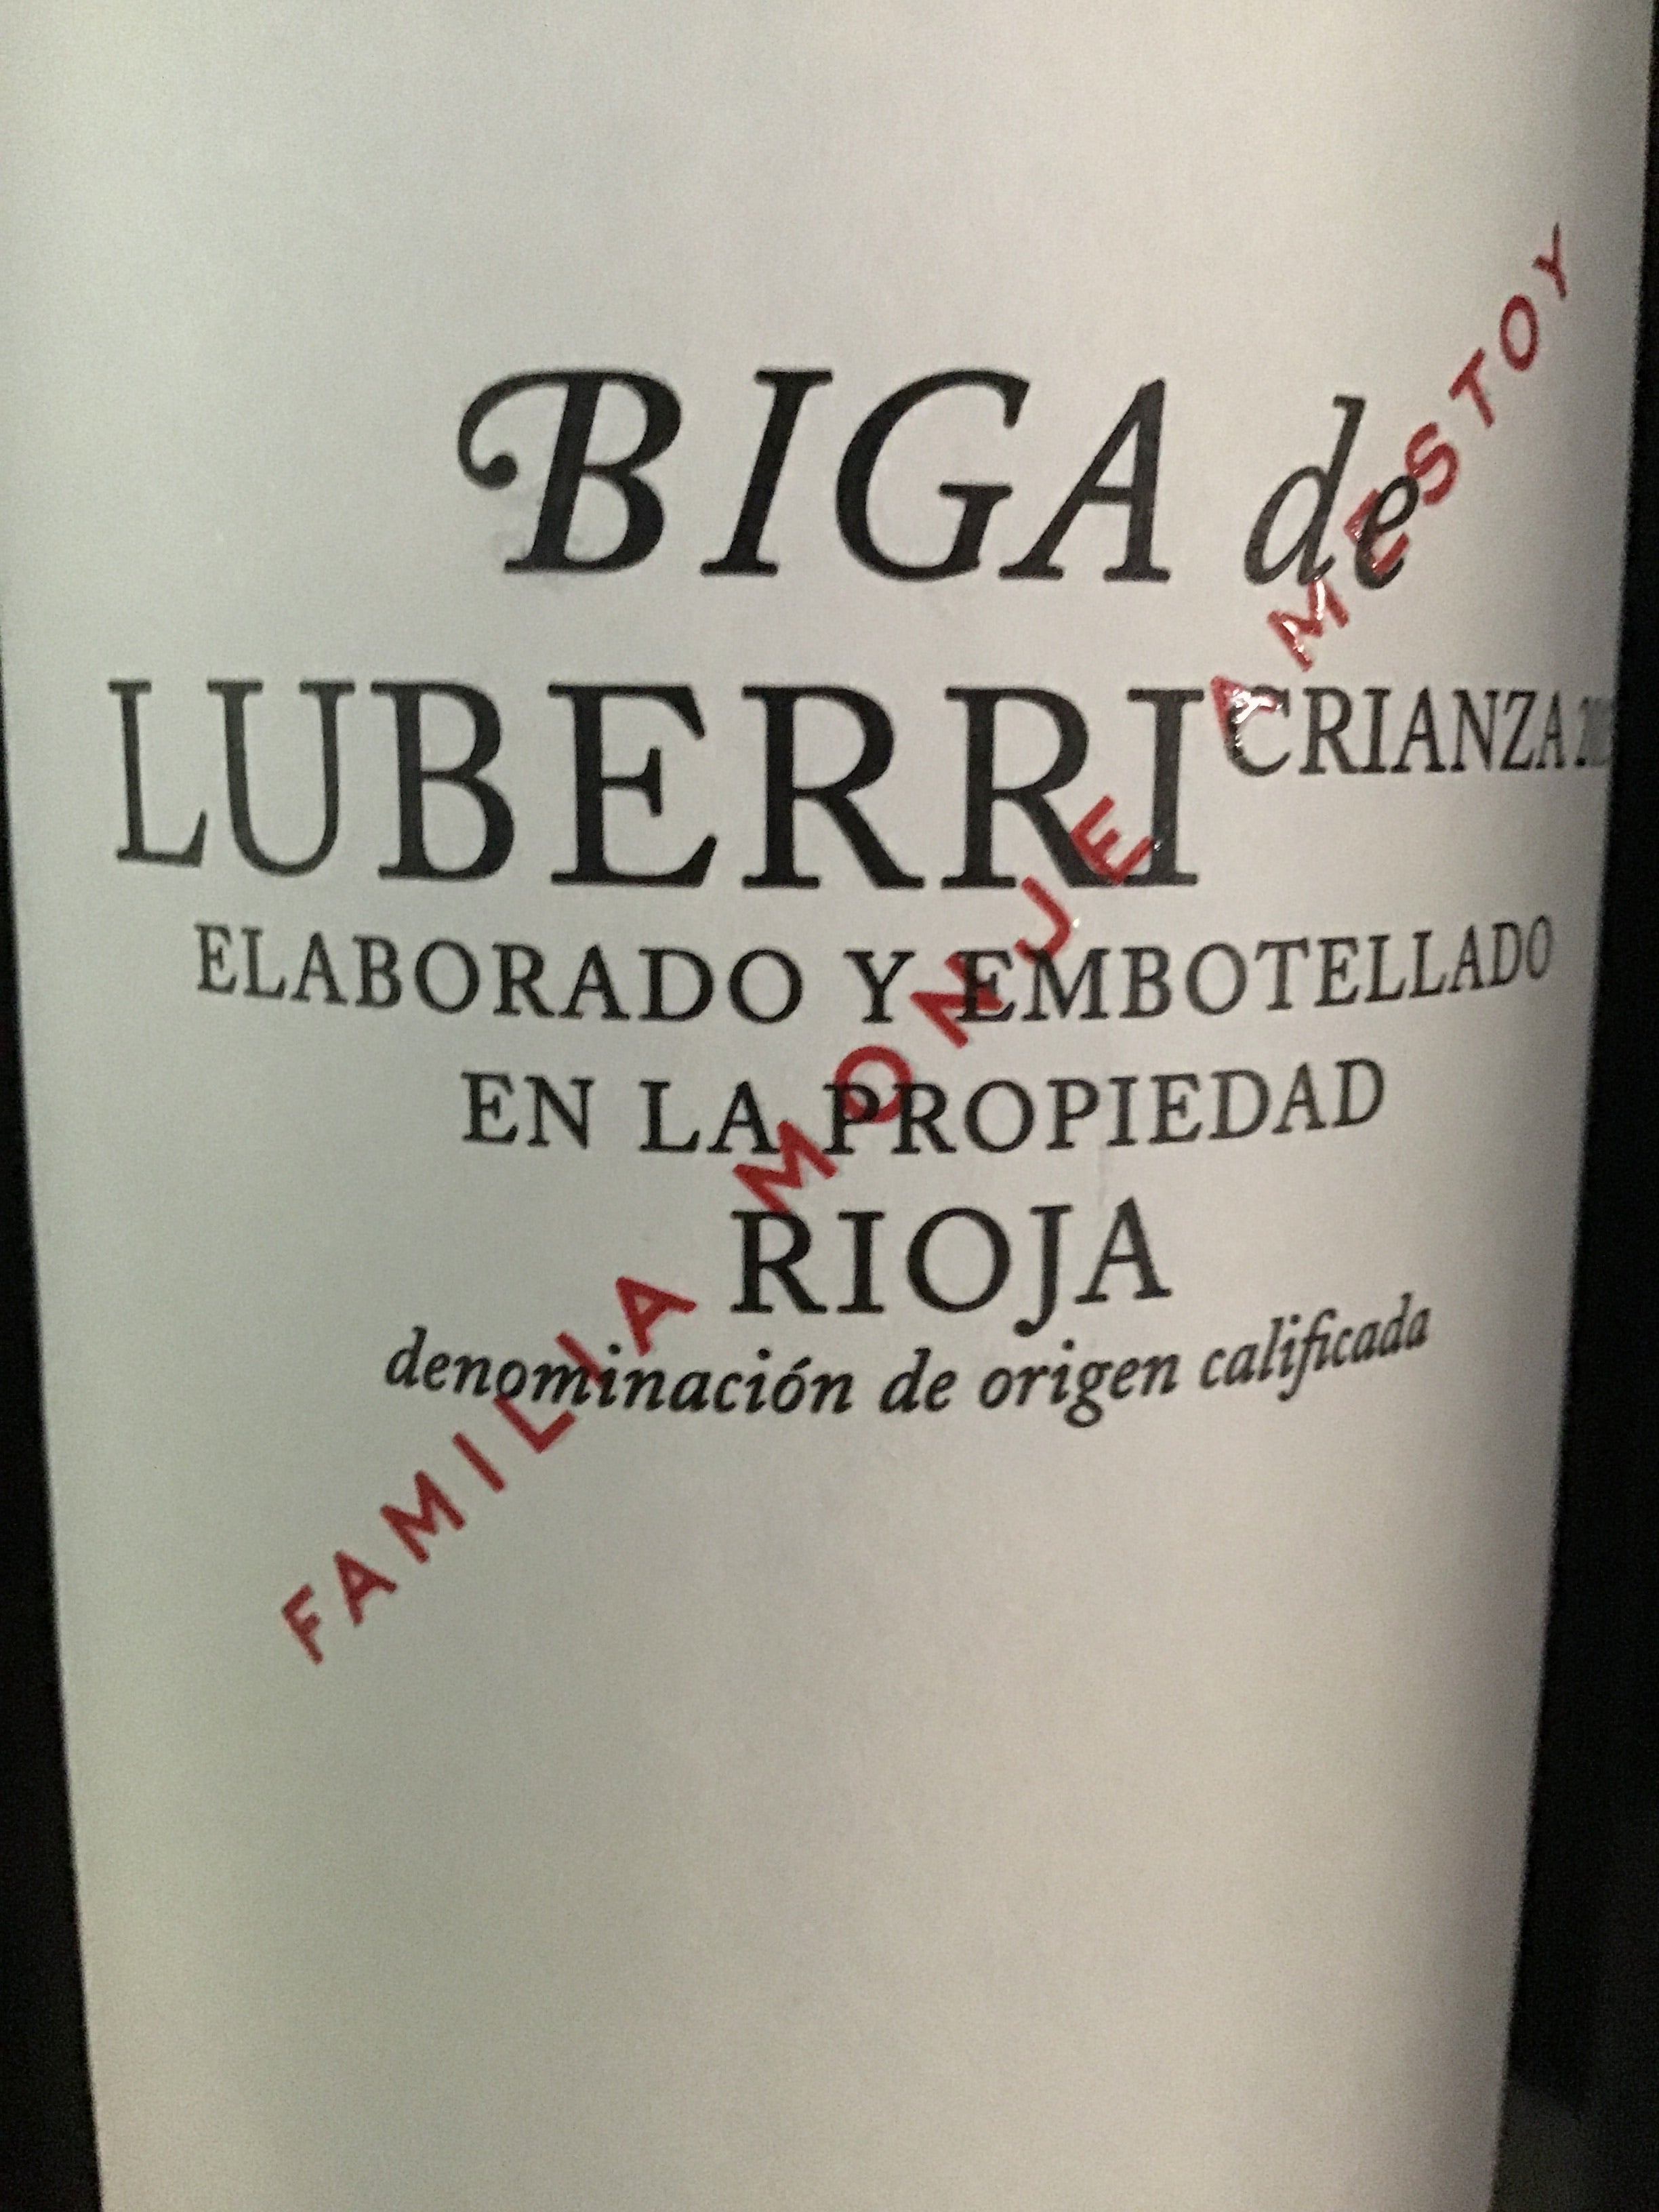 BIGA de
LUBERRI CRIANZA
ELABORADO Y EMBOTELLADO
EN LA PROPIEDAD
RIOJA
denominación de origen calificada
FAMILIA MONJE AMESTOY